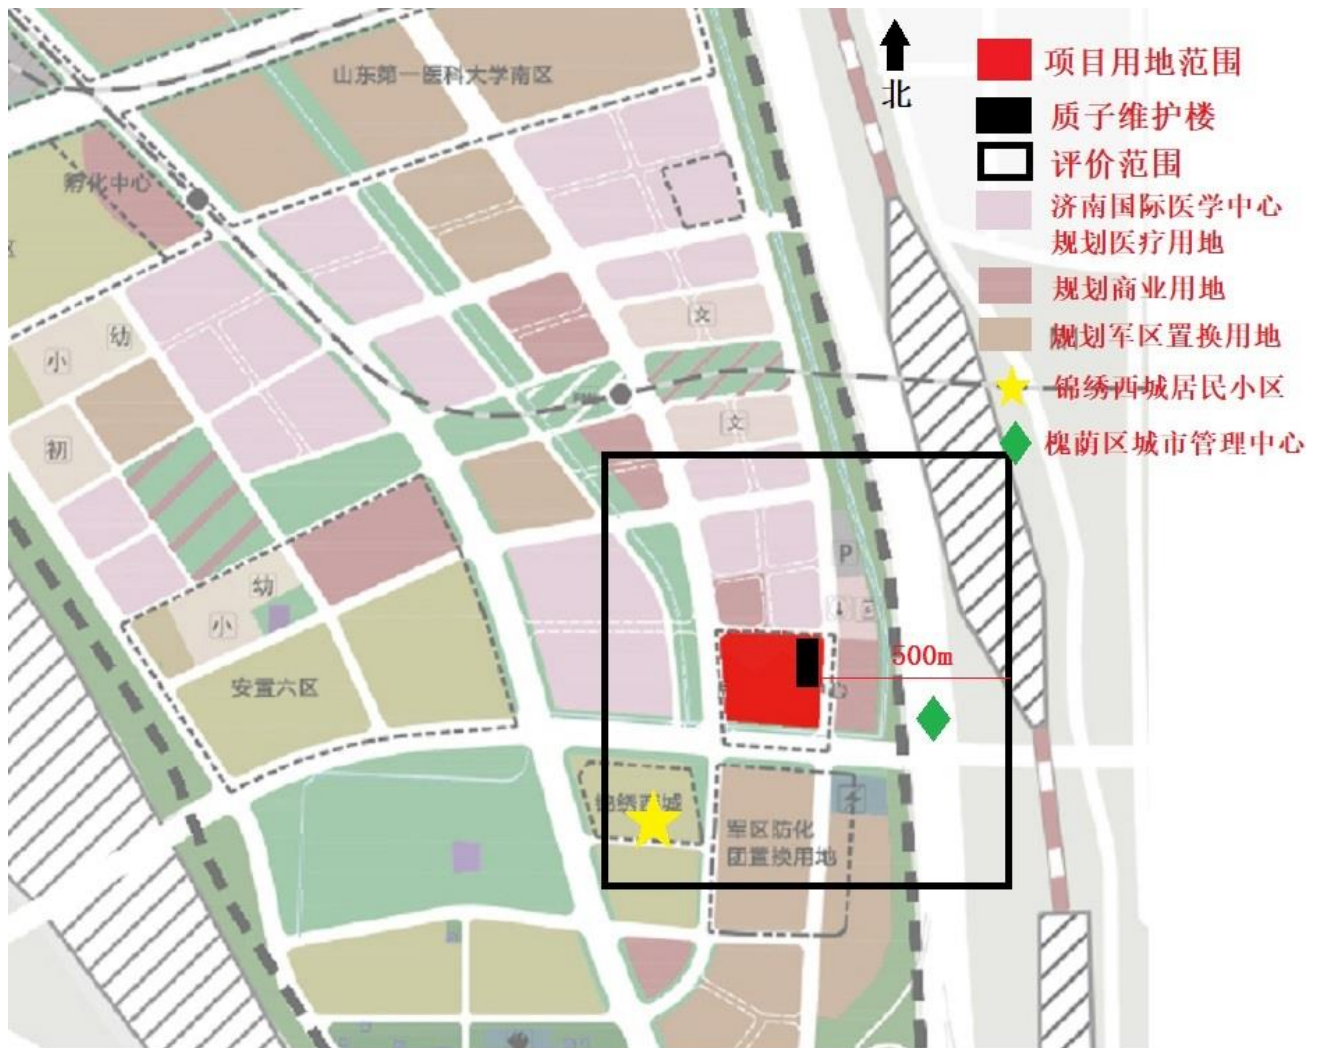 山东第一医科大学南区
北
项目用地范围
质子维护楼
评价范围
济南国际医学中心
规划医疗用地
规划商业用地
规划军区置换用地
锦绣西城居民小区
槐荫区城市管理中心
孵化中心
区
幼
小
初
文
文
幼
小
安置六区
P
500m
锦绣西城
军区防化
团置换用地